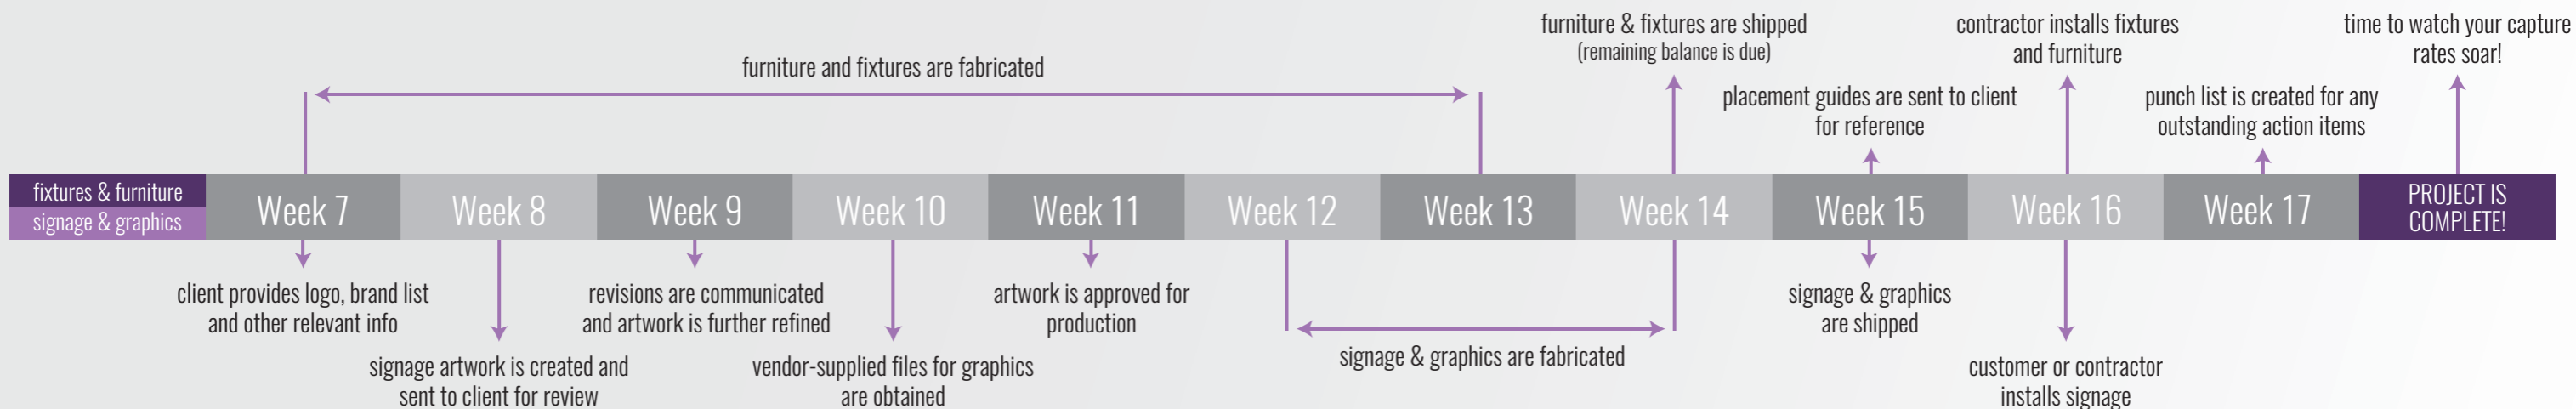 furniture and fixtures are fabricated
furniture & fixtures are shipped
(remaining balance is due)
placement guides are sent to client
for reference
contractor installs fixtures
and furniture
punch list is created for any
outstanding action items
time to watch your capture
rates soar!
fixtures & furniture
signage & graphics
Week 7
Week 8
Week 9
Week 10
Week 11
Week 12
Week 13
Week 14
Week 15
Week 16
Week 17
PROJECT IS
COMPLETE!
client provides logo, brand list
and other relevant info
signage artwork is created and
sent to client for review
revisions are communicated
and artwork is further refined
vendor-supplied files for graphics
are obtained
artwork is approved for
production
signage & graphics are fabricated
signage & graphics
are shipped
customer or contractor
installs signage